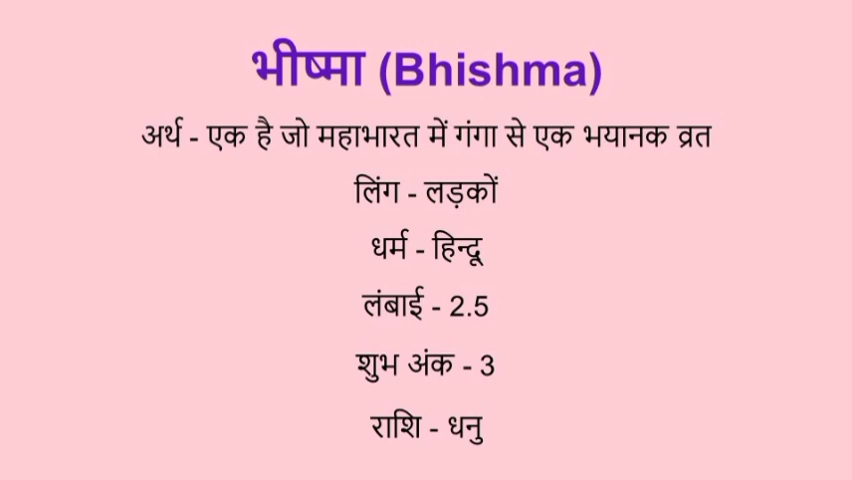 भीष्मा (Bhishma)
अर्थ - एक है जो महाभारत में गंगा से एक भयानक व्रत
लिंग - लड़कों
धर्म - हिन्दू
लंबाई - 2.5
शुभ अंक - 3
राशि - धनु